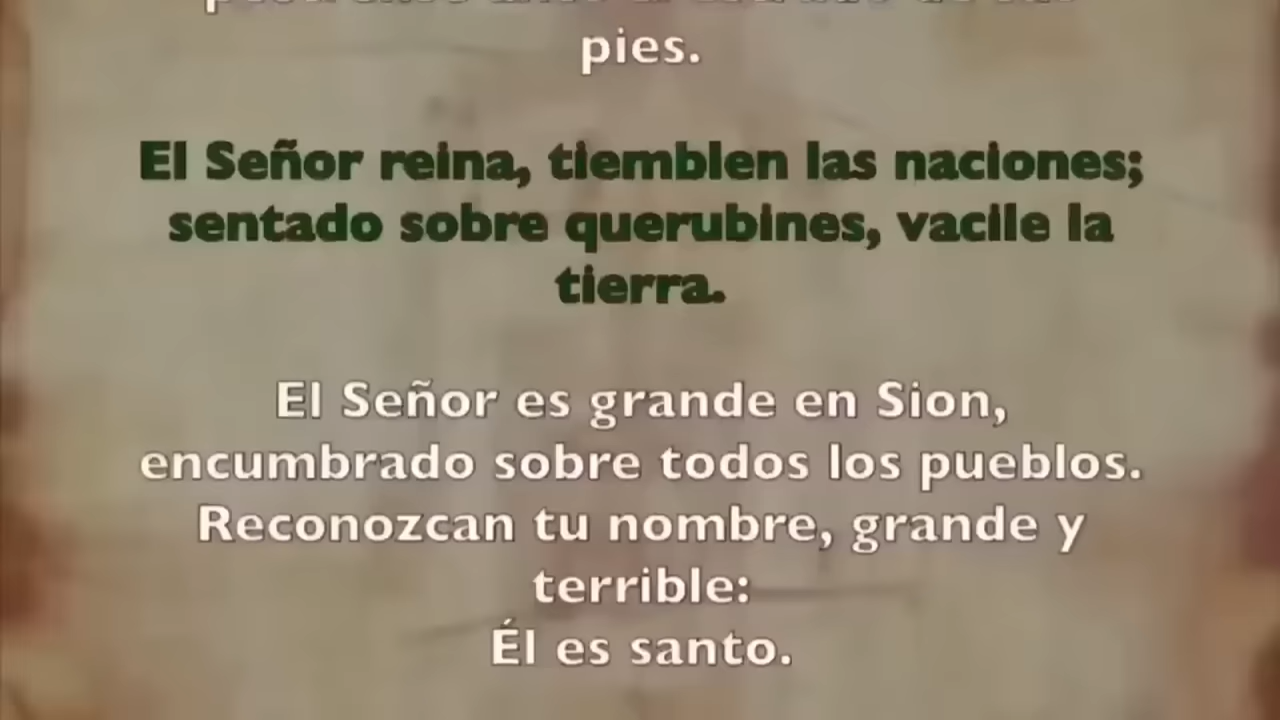 pies.
El Señor reina, tiemblen las naciones;
sentado sobre querubines, vacile la
tierra.
El Señor es grande en Sion,
encumbrado sobre todos los pueblos.
Reconozcan tu nombre, grande y
terrible:
Él es santo.